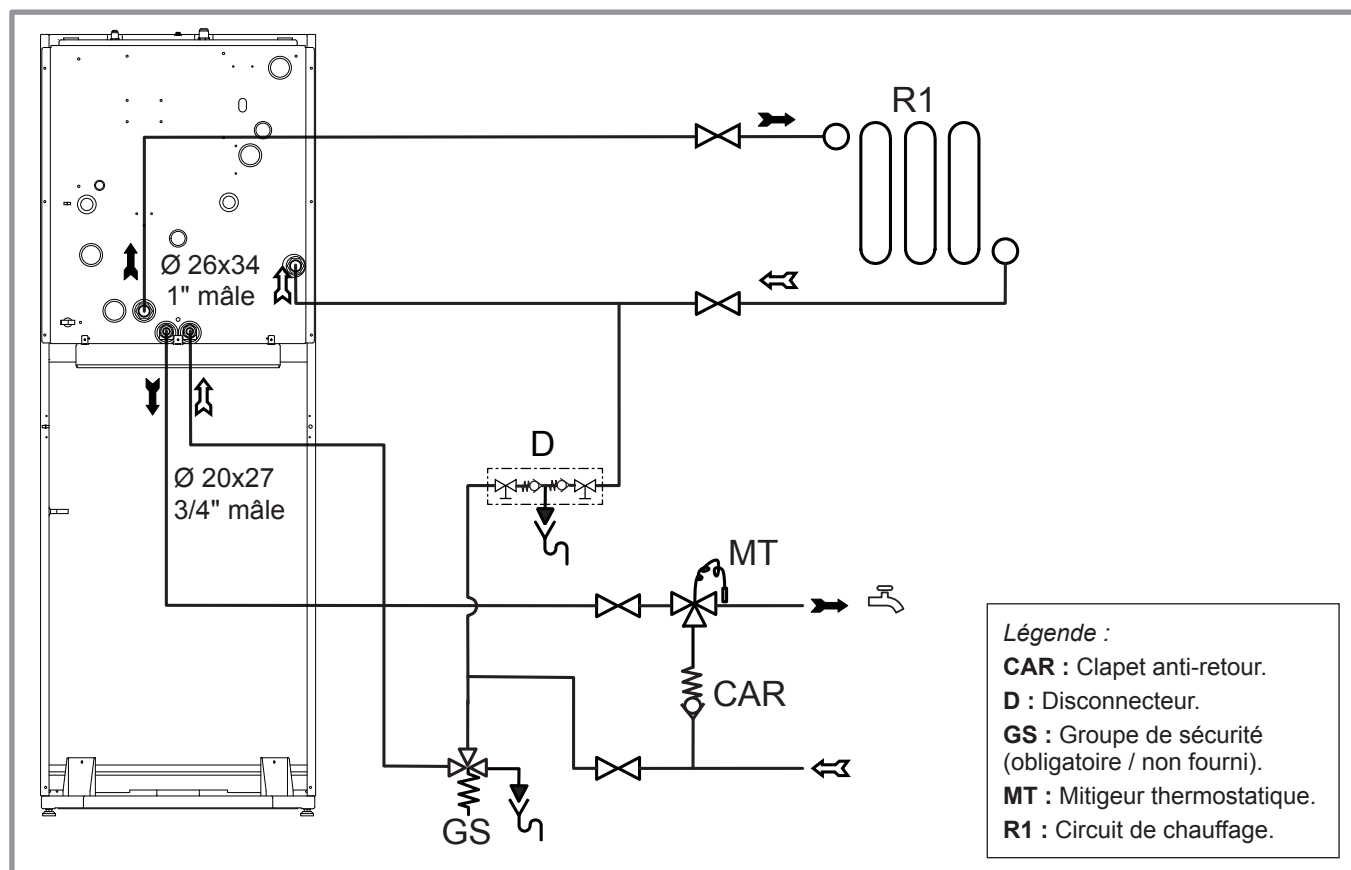 R1
Ø 26x34
1" mâle
Ø 20x27
3/4" mâle
D
MT
CAR
GS
Légende :
CAR : Clapet anti-retour.
D : Disconnecteur.
GS : Groupe de sécurité
(obligatoire / non fourni).
MT : Mitigeur thermostatique.
R1 : Circuit de chauffage.